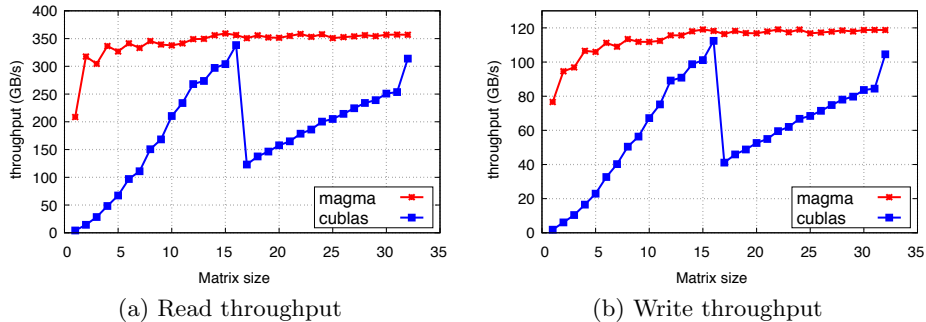 throughput (GB/s)
400
350
300
250
200
150
100
50
0
0 5 10 15 20 25 30 35
Matrix size
magma
cublas
(a) Read throughput
throughput (GB/s)
120
100
80
60
40
20
0
0 5 10 15 20 25 30 35
Matrix size
magma
cublas
(b) Write throughput